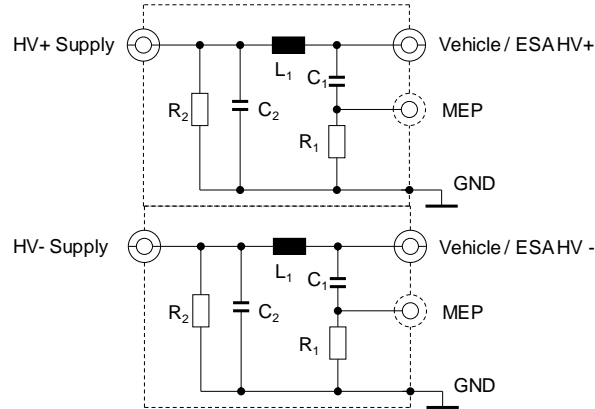 HV+ Supply
Vehicle / ESA HV+
L1
C1
MEP
R2
C2
R1
GND
HV- Supply
Vehicle / ESA HV -
L1
C1
MEP
R2
C2
R1
GND